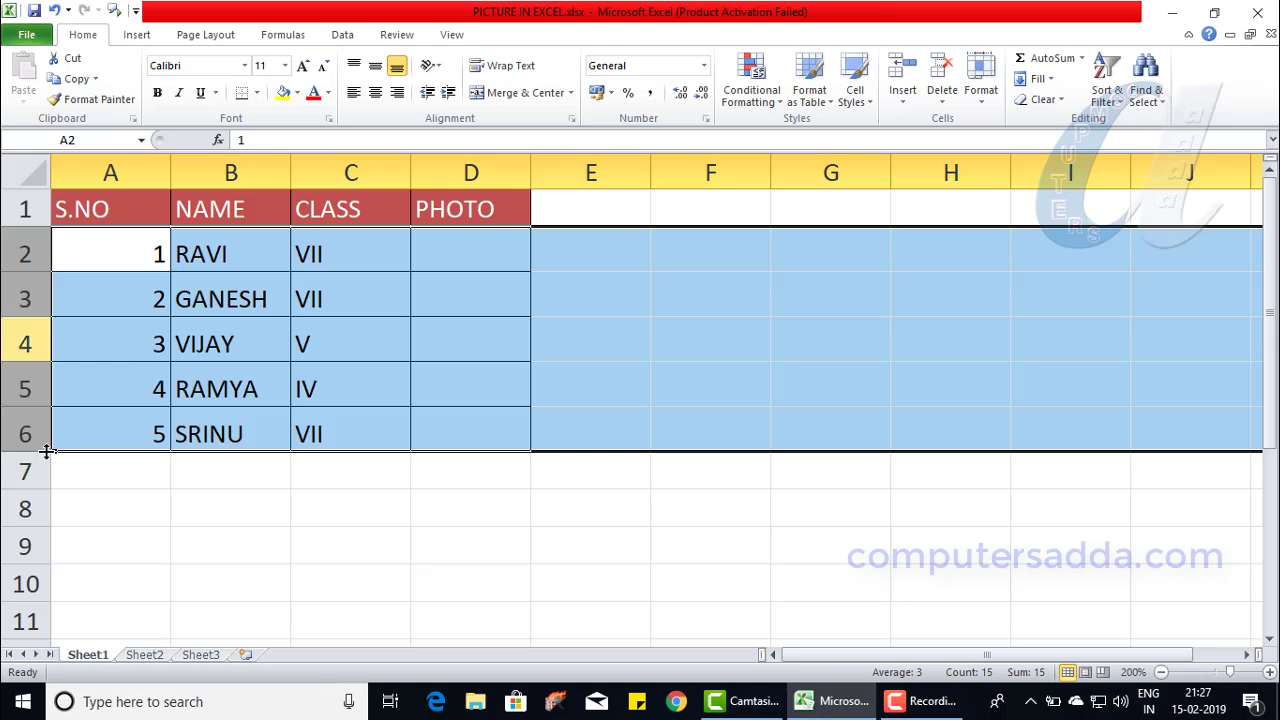 PICTURE IN EXCEL.xlsx - Microsoft Excel (Product Activation Failed)
File Home Insert Page Layout Formulas Data Review View
Cut
Copy
Format Painter
Paste
Clipboard
Calibri 11
B I U
Font
Wrap Text
Merge & Center
Alignment
General
% ,
Number
Conditional Formatting
Format as Table
Cell Styles
Styles
Insert Delete Format
Cells
AutoSum
Fill
Clear
Sort & Filter
Find & Select
Editing
A2 fx 1
A B C D E F G H I J
1 S.NO NAME CLASS PHOTO
2 1 RAVI VII
3 2 GANESH VII
4 3 VIJAY V
5 4 RAMYA IV
6 5 SRINU VII
7
8
9
10
11
computersadda.com
Sheet1 Sheet2 Sheet3
Ready Average: 3 Count: 15 Sum: 15 200%
Type here to search Camtasi... Microso... Recordi... ENG IN 21:27 15-02-2019